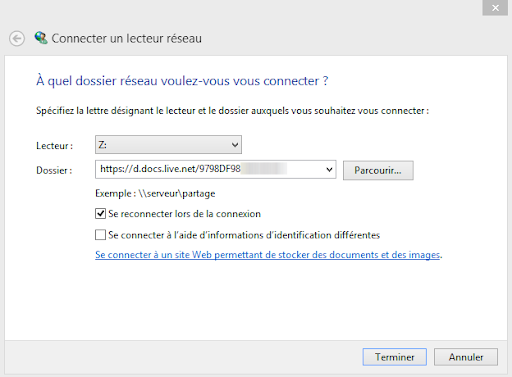 Connecter un lecteur réseau
À quel dossier réseau voulez-vous vous connecter ?
Spécifiez la lettre désignant le lecteur et le dossier auxquels vous souhaitez vous connecter :
Lecteur : Z:
Dossier : https://d.docs.live.net/9798DF98 Parcourir...
Exemple : \\serveur\partage
Se reconnecter lors de la connexion
Se connecter à l'aide d'informations d'identification différentes
Se connecter à un site Web permettant de stocker des documents et des images.
Terminer Annuler